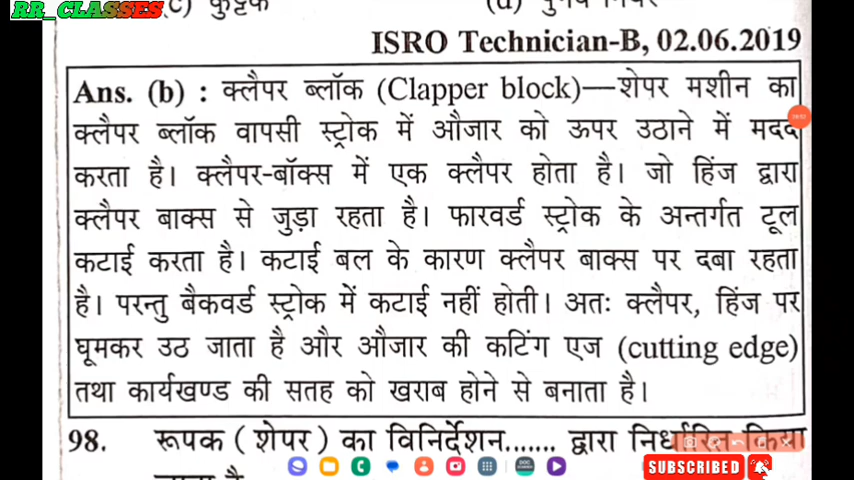 RR_CLASSES
(c) कुट्टक
ISRO Technician-B, 02.06.2019
Ans. (b) : क्लैपर ब्लॉक (Clapper block)—शेपर मशीन का
क्लैपर ब्लॉक वापसी स्ट्रोक में औजार को ऊपर उठाने में मदद
करता है। क्लैपर-बॉक्स में एक क्लैपर होता है। जो हिंज द्वारा
क्लैपर बाक्स से जुड़ा रहता है। फारवर्ड स्ट्रोक के अन्तर्गत टूल
कटाई करता है। कटाई बल के कारण क्लैपर बाक्स पर दबा रहता
है। परन्तु बैकवर्ड स्ट्रोक में कटाई नहीं होती। अतः क्लैपर, हिंज पर
घूमकर उठ जाता है और औजार की कटिंग एज (cutting edge)
तथा कार्यखण्ड की सतह को खराब होने से बनाता है।
98. रूपक ( शेपर ) का विनिर्देशन....... द्वारा निर्धारित किया
SUBSCRIBED